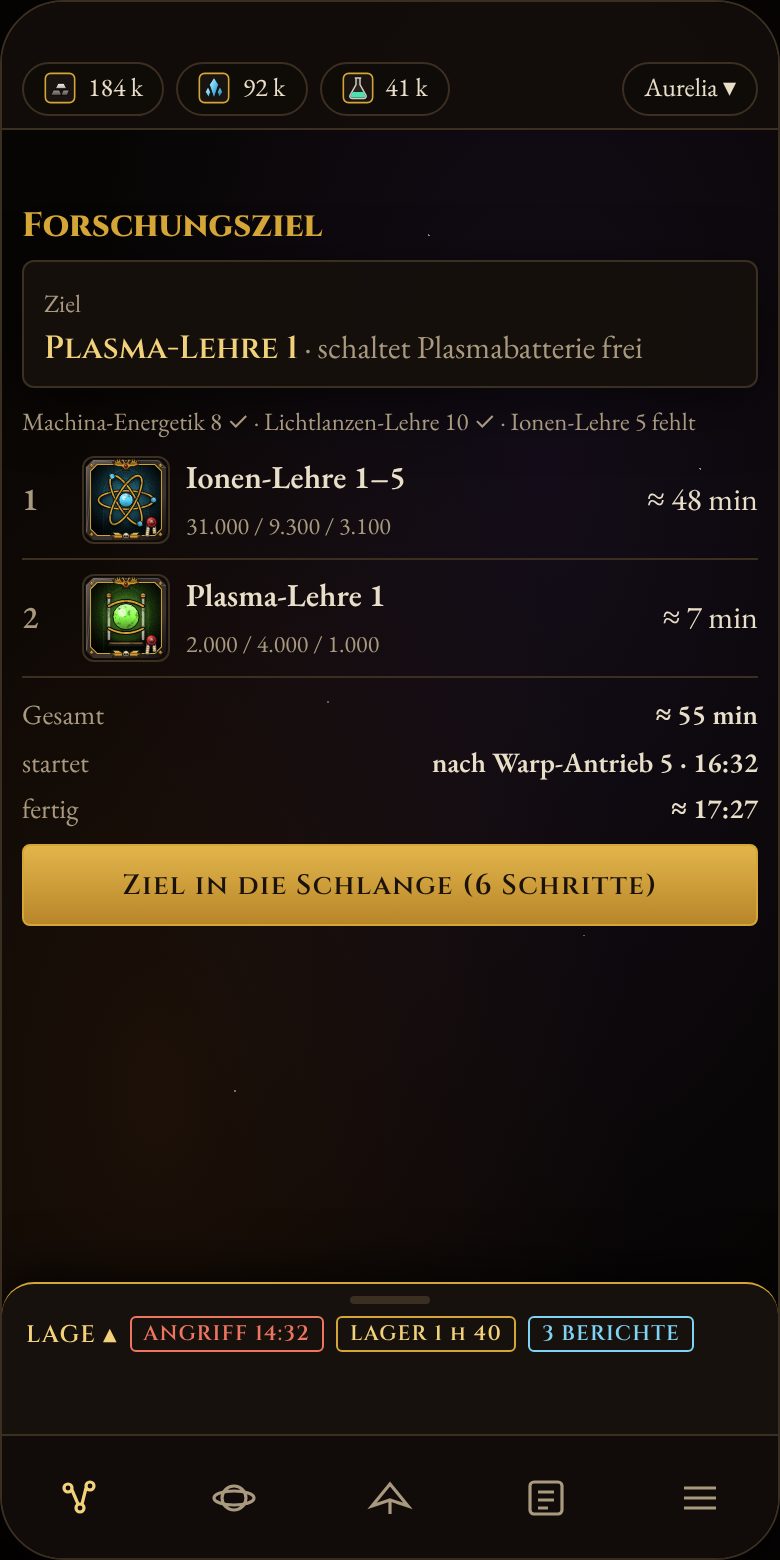 184 k 92 k 41 k Aurelia ▼
Forschungsziel
Ziel
Plasma-Lehre 1 · schaltet Plasmabatterie frei
Machina-Energetik 8 ✓ · Lichtlanzen-Lehre 10 ✓ · Ionen-Lehre 5 fehlt
1 Ionen-Lehre 1–5 ≈ 48 min
31.000 / 9.300 / 3.100
2 Plasma-Lehre 1 ≈ 7 min
2.000 / 4.000 / 1.000
Gesamt ≈ 55 min
startet nach Warp-Antrieb 5 · 16:32
fertig ≈ 17:27
Ziel in die Schlange (6 Schritte)
LAGE ▲ ANGRIFF 14:32 LAGER 1 H 40 3 BERICHTE